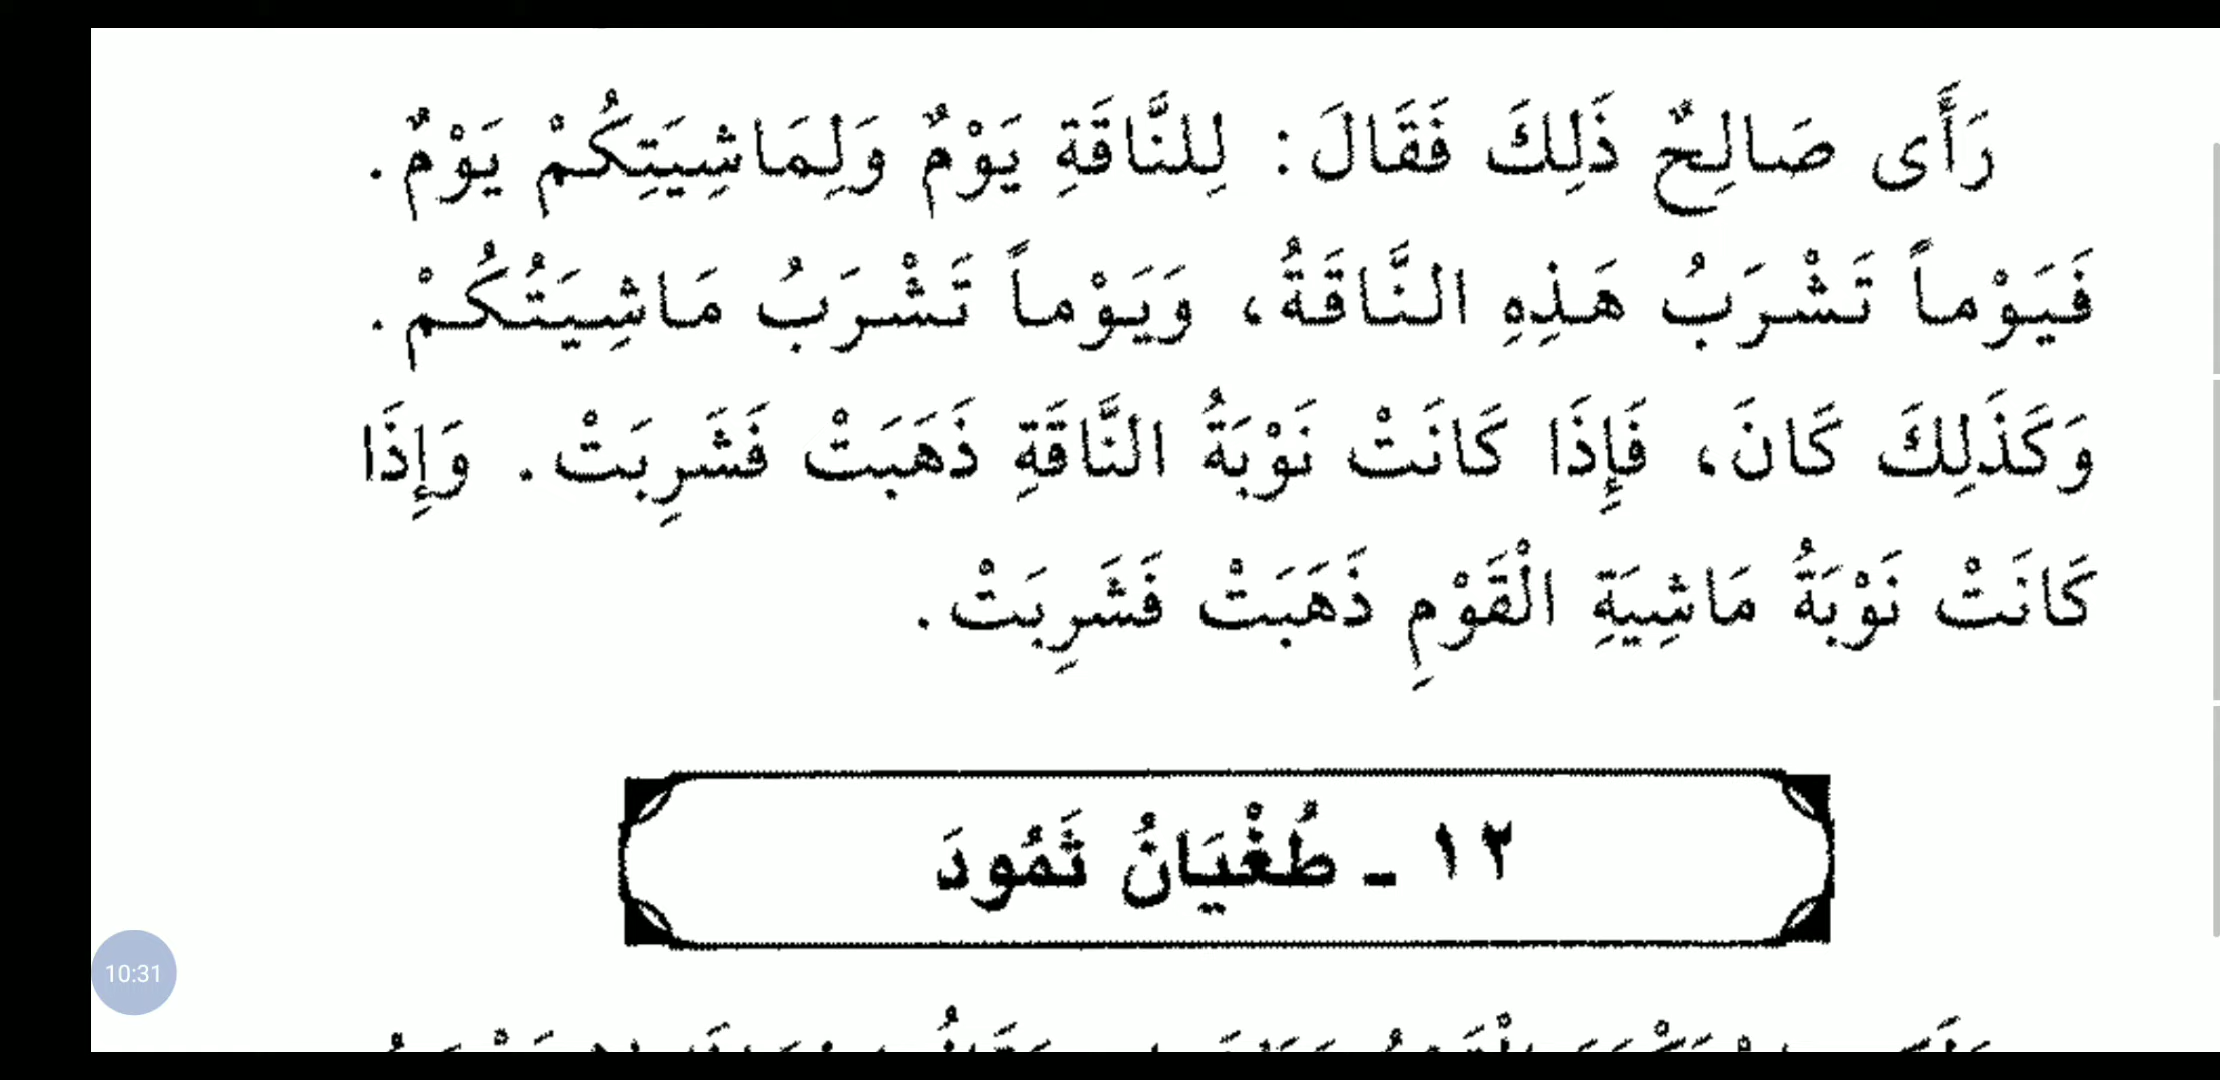 رَأَى صَالِحٌ ذَلِكَ فَقَالَ: لِلنَّاقَةِ يَوْمٌ وَلِمَاشِيَتِكُمْ يَوْمٌ.
فَيَوْماً تَشْرَبُ هَذِهِ النَّاقَةُ، وَيَوْماً تَشْرَبُ مَاشِيَتُكُمْ.
وَكَذَلِكَ كَانَ، فَإِذَا كَانَتْ نَوْبَةُ النَّاقَةِ ذَهَبَتْ فَشَرِبَتْ. وَإِذَا
كَانَتْ نَوْبَةُ مَاشِيَةِ الْقَوْمِ ذَهَبَتْ فَشَرِبَتْ.
١٢ - طُغْيَانُ ثَمُودَ
10:31